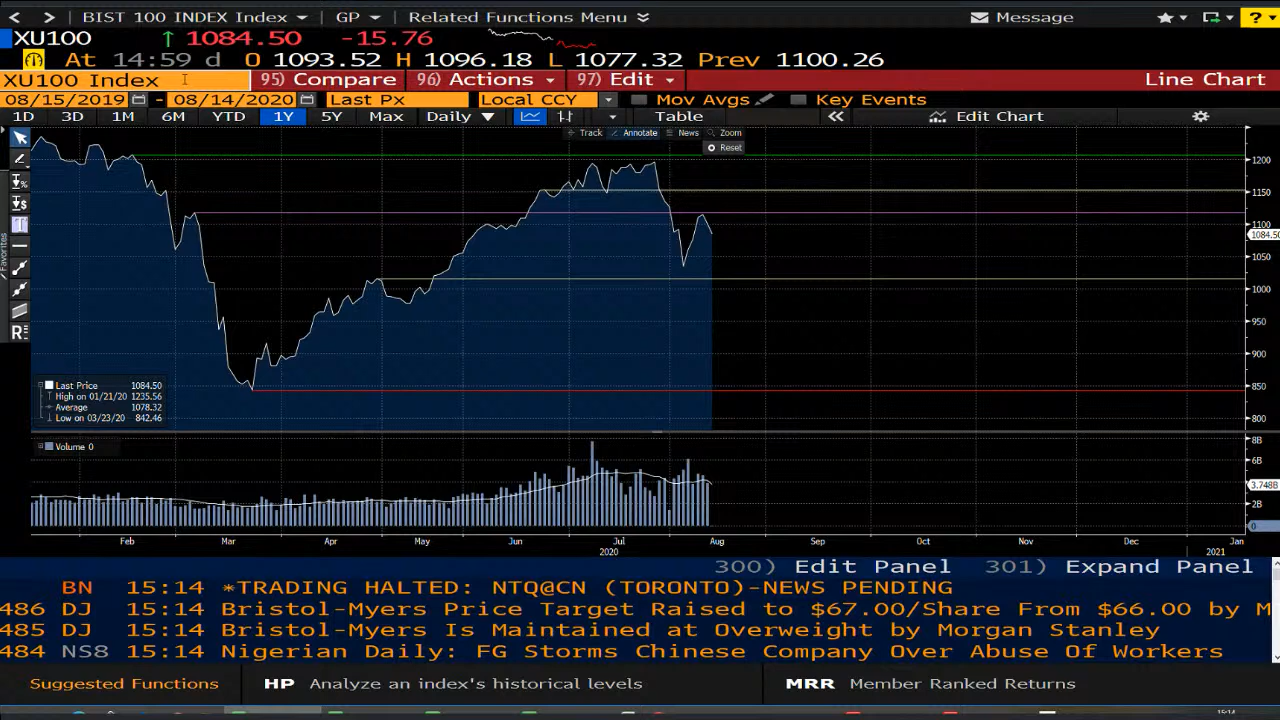 BIST 100 INDEX Index GP Related Functions Menu Message ?
XU100 ↑ 1084.50 -15.76
At 14:59 d O 1093.52 H 1096.18 L 1077.32 Prev 1100.26
XU100 Index 95) Compare 96) Actions 97) Edit Line Chart
08/15/2019 - 08/14/2020 Last Px Local CCY Mov Avgs Key Events
1D 3D 1M 6M YTD 1Y 5Y Max Daily ▼ Table « Edit Chart
Track Annotate News Zoom
Reset
1200
1150
1100
1084.50
1050
1000
950
900
850
800
Favorites
Last Price 1084.50
High on 01/21/20 1235.56
Average 1078.32
Low on 03/23/20 842.46
Volume 0
8B
6B
3.748B
2B
0
Feb Mar Apr May Jun Jul Aug Sep Oct Nov Dec Jan
2020 2021
300) Edit Panel 301) Expand Panel
BN 15:14 *TRADING HALTED: NTQ@CN (TORONTO)-NEWS PENDING
486 DJ 15:14 Bristol-Myers Price Target Raised to $67.00/Share From $66.00 by M
485 DJ 15:14 Bristol-Myers Is Maintained at Overweight by Morgan Stanley
484 NS8 15:14 Nigerian Daily: FG Storms Chinese Company Over Abuse Of Workers
Suggested Functions HP Analyze an index's historical levels MRR Member Ranked Returns
15:14